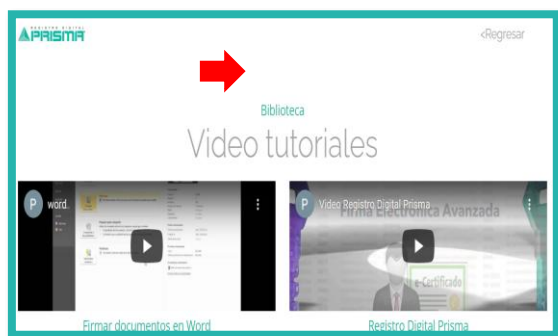 REGISTRO DIGITAL
PRISMA
<Regresar
Biblioteca
Video tutoriales
P word.
P Video Registro Digital Prisma
Firma Electrónica Avanzada
e-Certificado
Firmar documentos en Word
Registro Digital Prisma